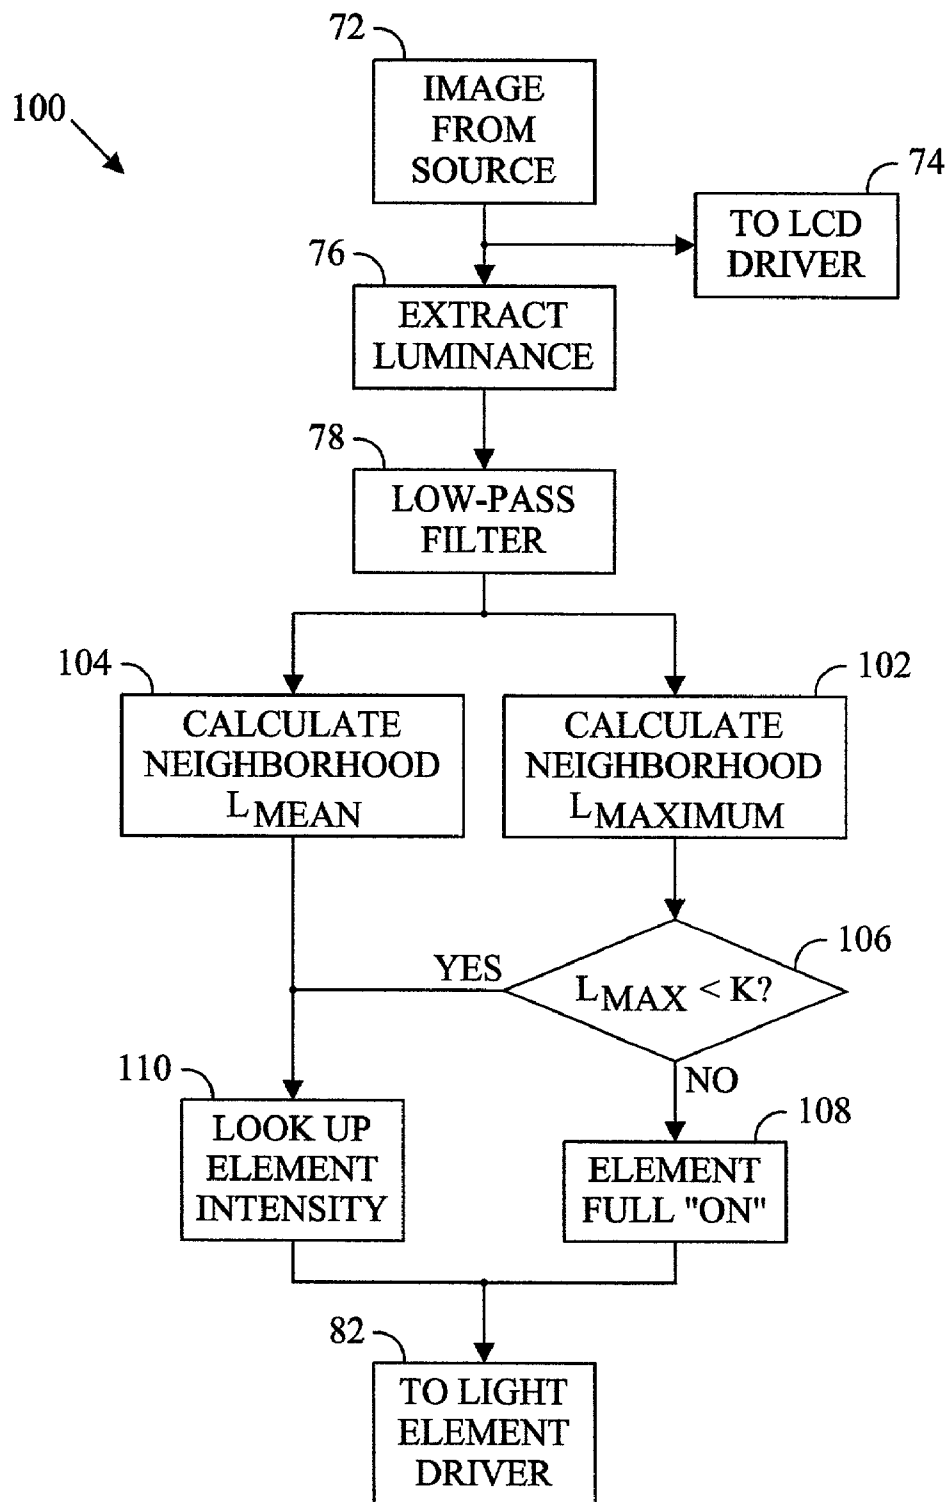 72
IMAGE
FROM
SOURCE
100
74
TO LCD
DRIVER
76
EXTRACT
LUMINANCE
78
LOW-PASS
FILTER
104
CALCULATE
NEIGHBORHOOD
LMEAN
102
CALCULATE
NEIGHBORHOOD
LMAXIMUM
106
YES
LMAX < K?
NO
110
LOOK UP
ELEMENT
INTENSITY
108
ELEMENT
FULL "ON"
82
TO LIGHT
ELEMENT
DRIVER